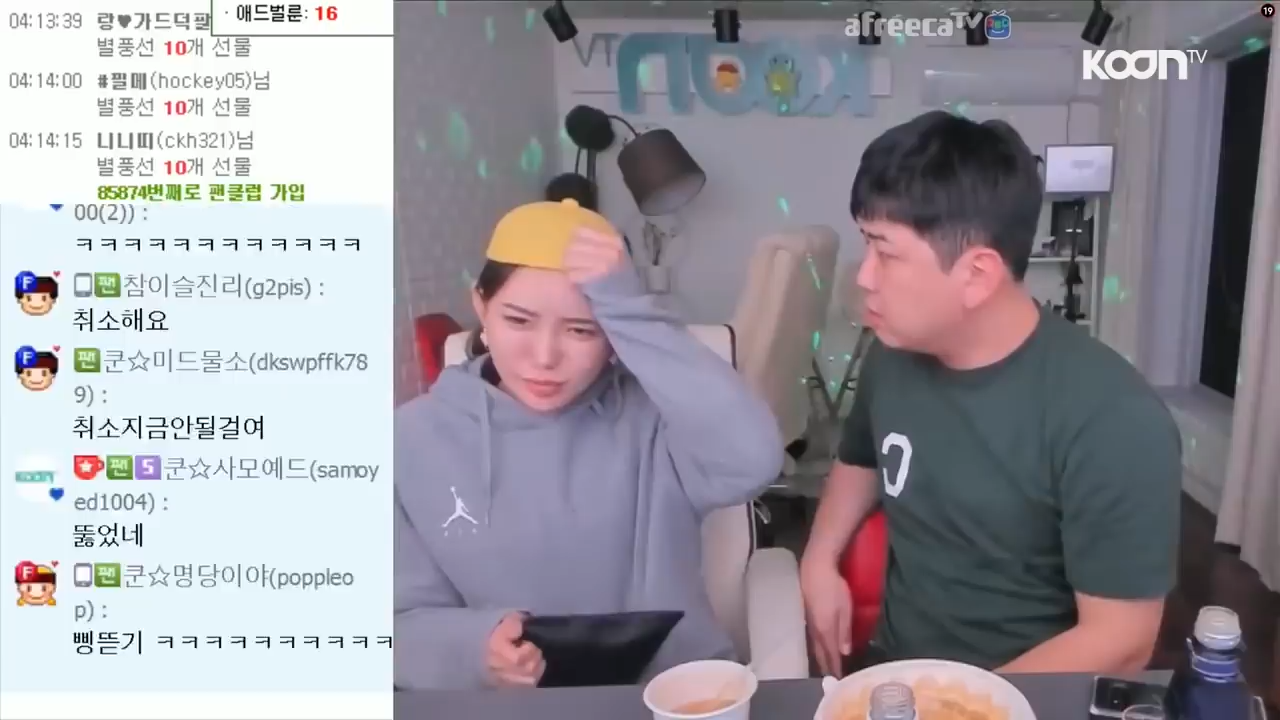 · 애드벌룬: 16
04:13:39 랑♥가드덕팔
별풍선 10개 선물
04:14:00 #필메(hockey05)님
별풍선 10개 선물
04:14:15 니니띠(ckh321)님
별풍선 10개 선물
85874번째로 팬클럽 가입
00(2)) :
ㅋㅋㅋㅋㅋㅋㅋㅋㅋㅋㅋㅋ
F 팬 참이슬진리(g2pis) :
취소해요
F 팬 쿤☆미드물소(dkswpffk78
9) :
취소지금안될걸여
팬 S 쿤☆사모예드(samoy
ed1004) :
뚫었네
F 팬 쿤☆명당이야(poppleo
p) :
삥뜯기 ㅋㅋㅋㅋㅋㅋㅋㅋㅋㅋ
afreecaTV
19
KOONTV
C